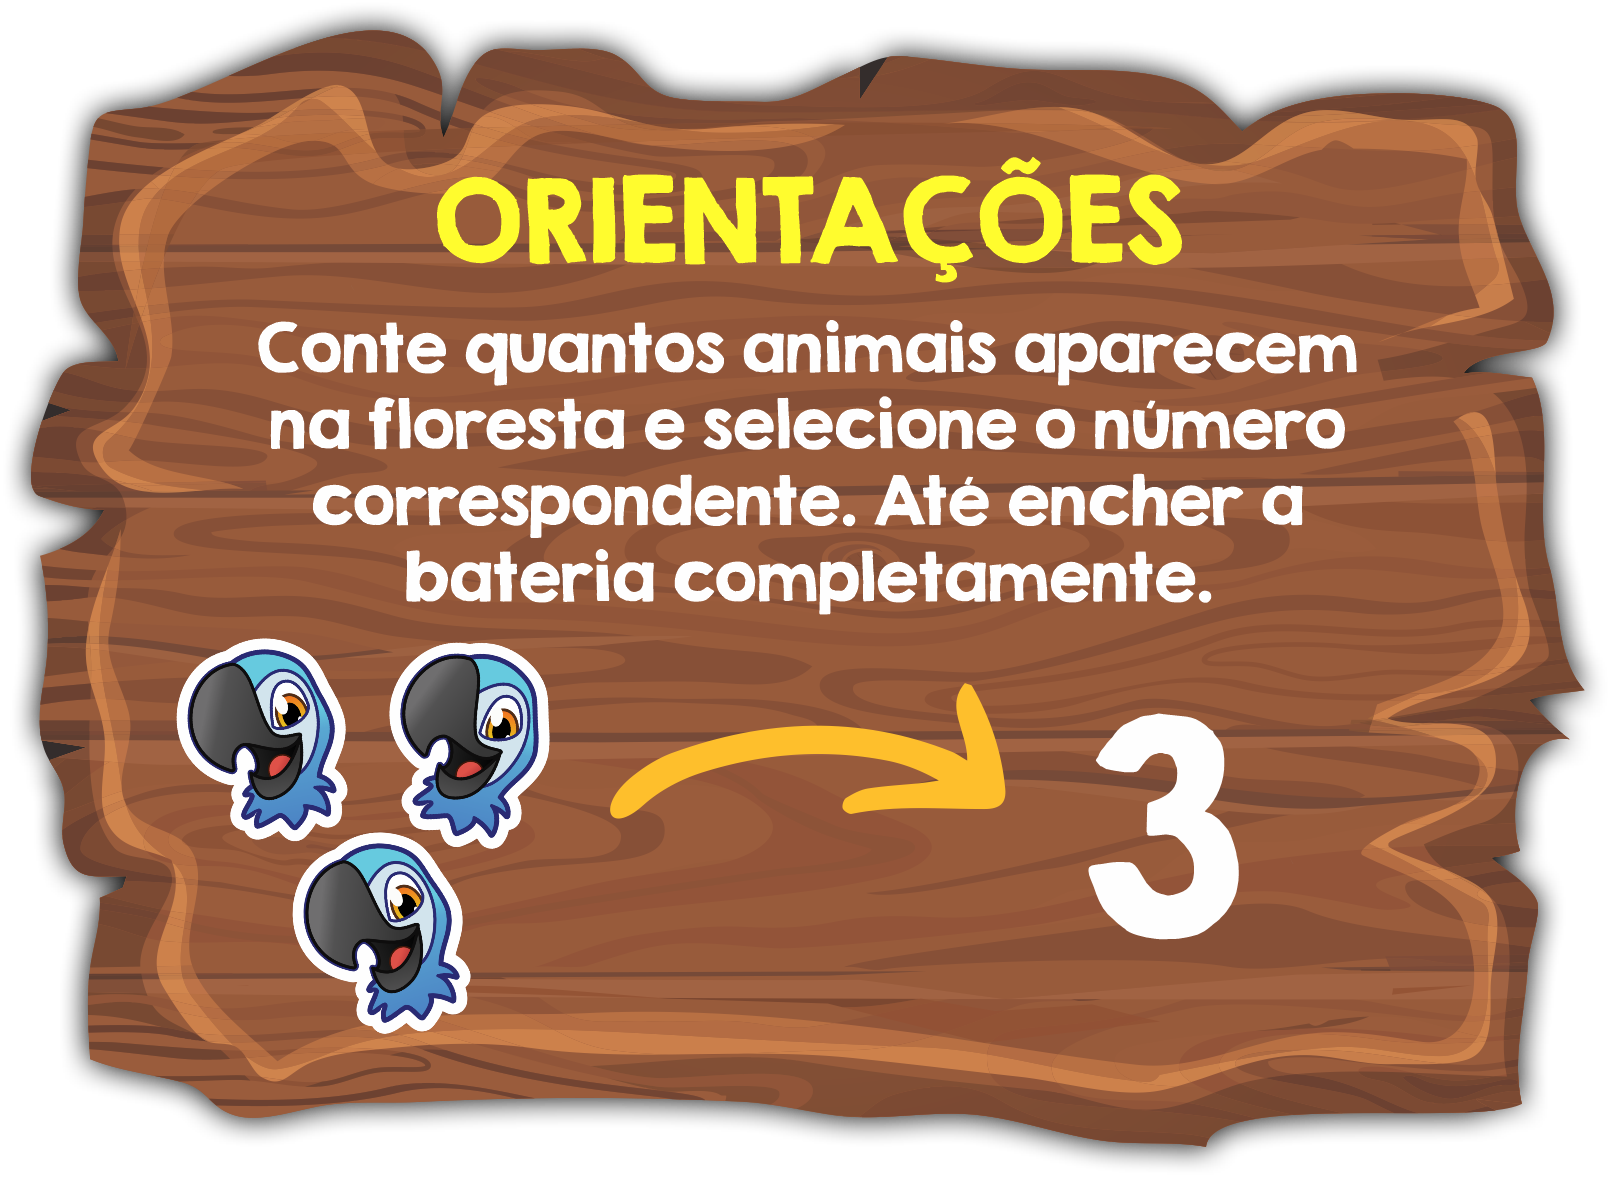 ORIENTAÇÕES
Conte quantos animais aparecem
na floresta e selecione o número
correspondente. Até encher a
bateria completamente.
3